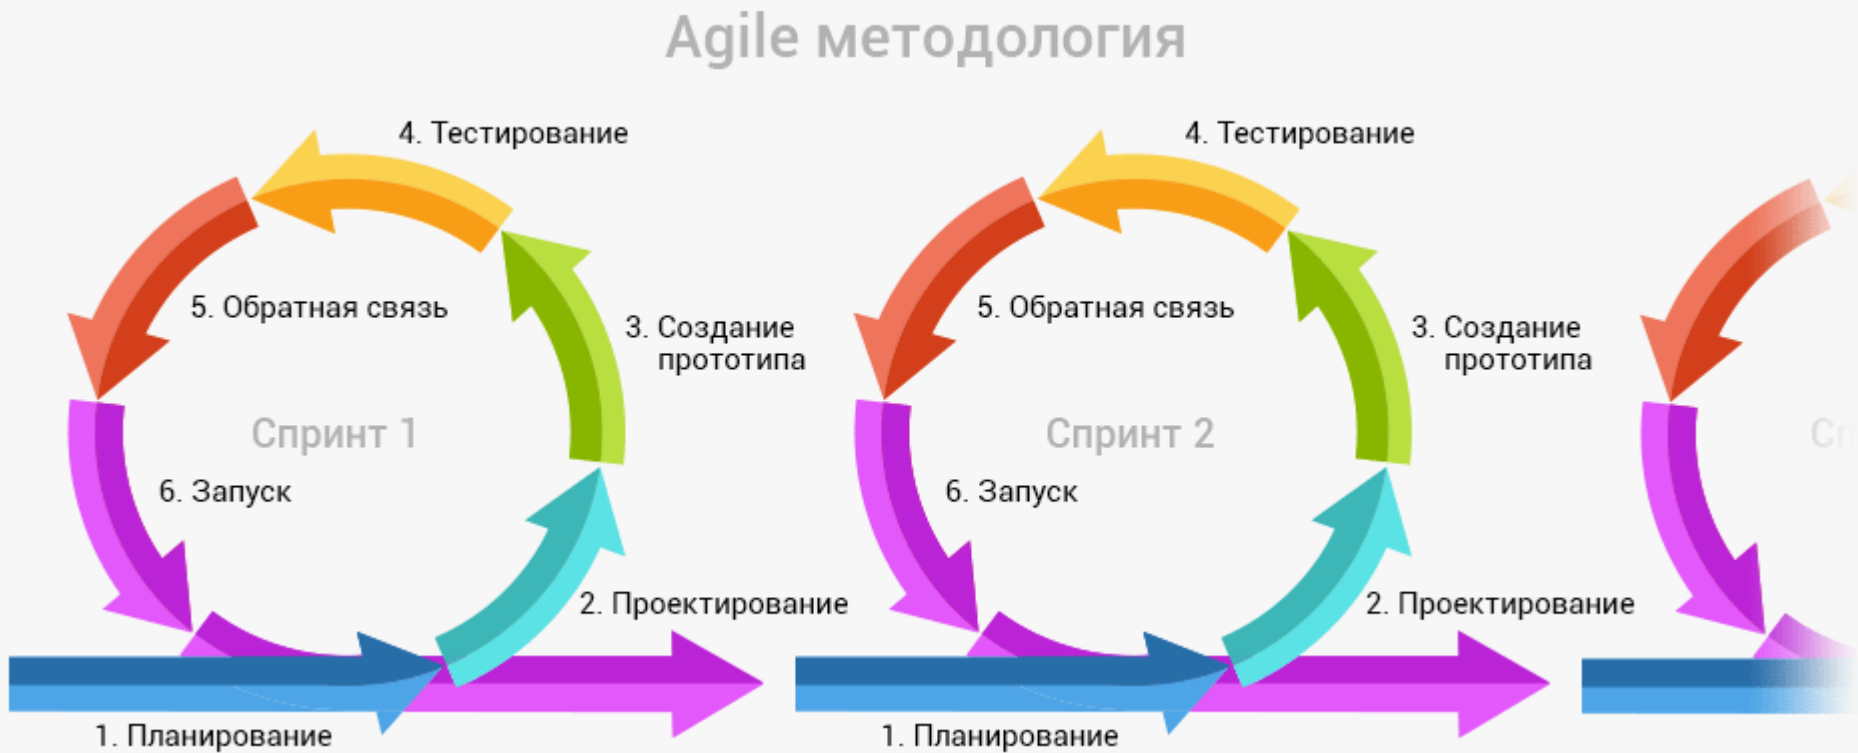 Agile методология
4. Тестирование
5. Обратная связь
3. Создание
прототипа
Спринт 1
6. Запуск
2. Проектирование
1. Планирование
4. Тестирование
5. Обратная связь
3. Создание
прототипа
Спринт 2
6. Запуск
2. Проектирование
1. Планирование